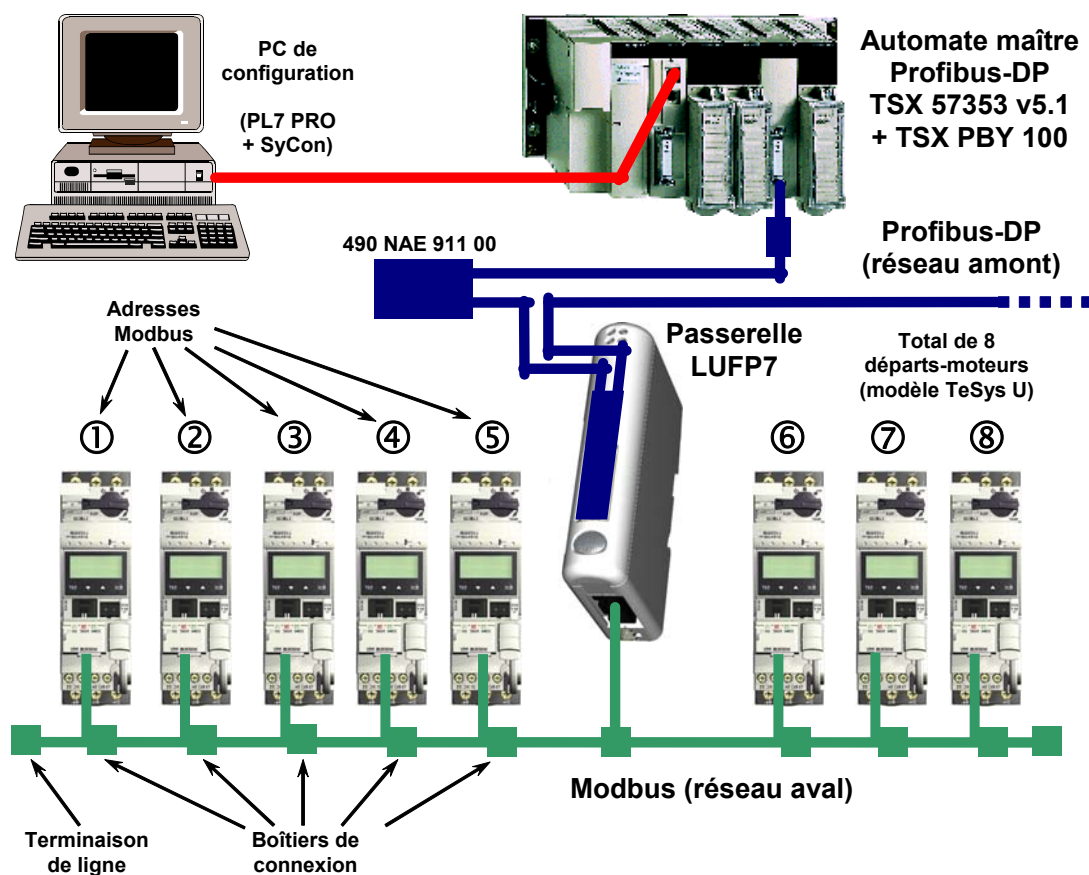 PC de
configuration
(PL7 PRO
+ SyCon)
Automate maître
Profibus-DP
TSX 57353 v5.1
+ TSX PBY 100
490 NAE 911 00
Profibus-DP
(réseau amont)
Adresses
Modbus
Passerelle
LUFP7
Total de 8
départs-moteurs
(modèle TeSys U)
① ② ③ ④ ⑤ ⑥ ⑦ ⑧
Modbus (réseau aval)
Terminaison
de ligne
Boîtiers de
connexion